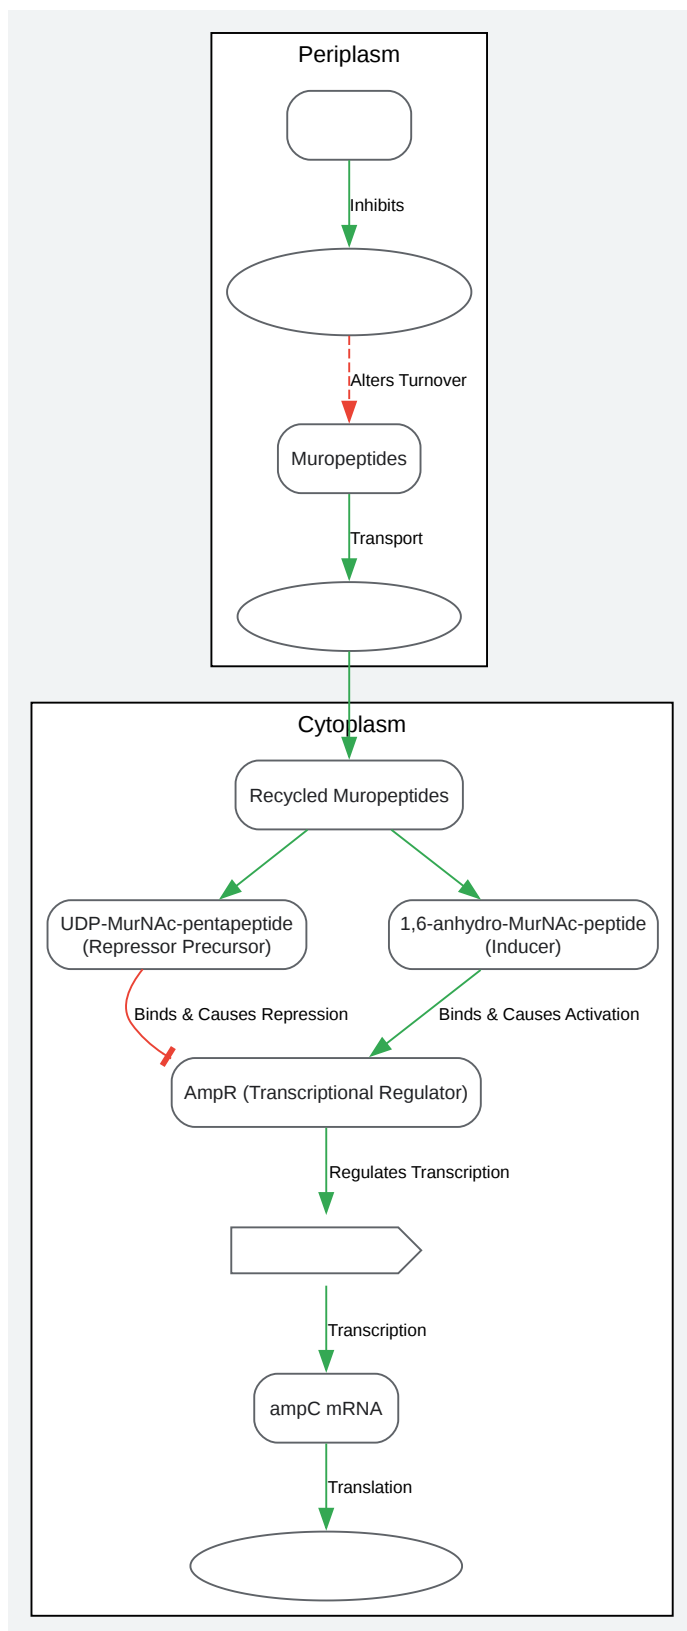 Periplasm
Inhibits
Alters Turnover
Muropeptides
Transport
Cytoplasm
Recycled Muropeptides
UDP-MurNAc-pentapeptide
(Repressor Precursor)
1,6-anhydro-MurNAc-peptide
(Inducer)
Binds & Causes Repression
Binds & Causes Activation
AmpR (Transcriptional Regulator)
Regulates Transcription
Transcription
ampC mRNA
Translation